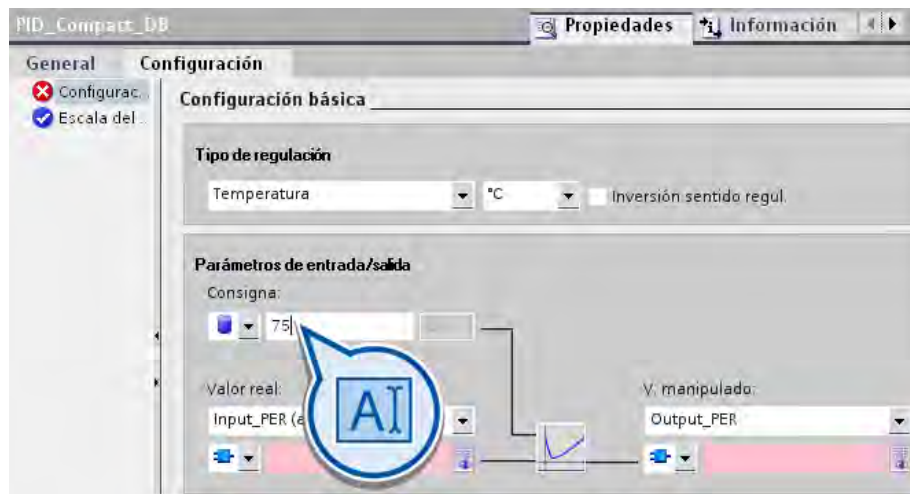 PID_Compact_DB
Propiedades Información
General Configuración
Configurac...
Configuración básica
Escala del
Tipo de regulación
Temperatura °C Inversión sentido regul.
Parámetros de entrada/salida
Consigna:
75
Valor real: V. manipulado:
Input_PER (a Output_PER